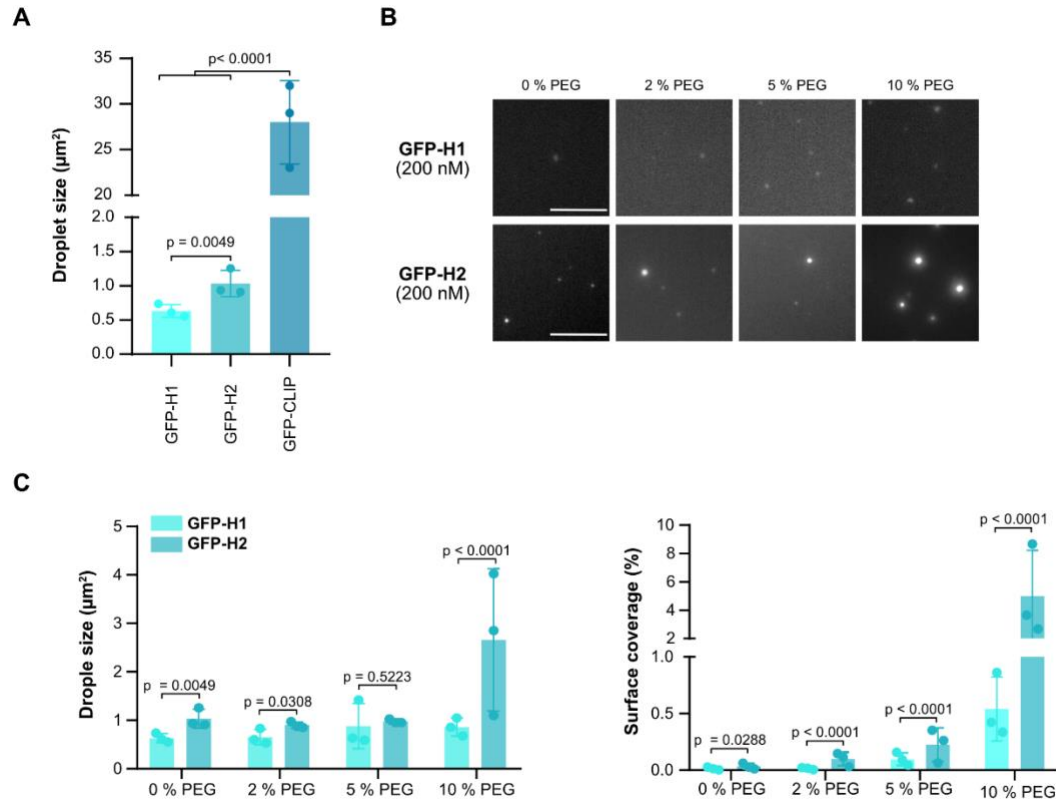 A
35
30
25
20
2.0
1.5
1.0
0.5
0.0
Droplet size (µm²)
p< 0.0001
p = 0.0049
GFP-H1
GFP-H2
GFP-CLIP
B
0 % PEG
2 % PEG
5 % PEG
10 % PEG
GFP-H1
(200 nM)
GFP-H2
(200 nM)
C
GFP-H1
GFP-H2
5
4
3
2
1
0
Drople size (µm²)
p = 0.0049
p = 0.0308
p = 0.5223
p < 0.0001
0 % PEG
2 % PEG
5 % PEG
10 % PEG
10
8
6
4
2
1.0
0.5
0.0
Surface coverage (%)
p = 0.0288
p < 0.0001
p < 0.0001
p < 0.0001
0 % PEG
2 % PEG
5 % PEG
10 % PEG